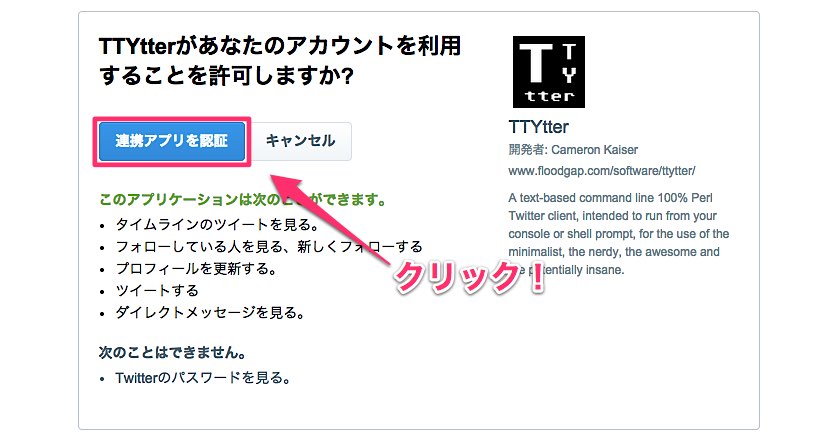 TTYtterがあなたのアカウントを利用
することを許可しますか?
連携アプリを認証
キャンセル
このアプリケーションは次のことができます。
• タイムラインのツイートを見る。
• フォローしている人を見る、新しくフォローする
• プロフィールを更新する。
• ツイートする
• ダイレクトメッセージを見る。
次のことはできません。
• Twitterのパスワードを見る。
クリック！
T T
Y
tter
TTYtter
開発者: Cameron Kaiser
www.floodgap.com/software/ttytter/
A text-based command line 100% Perl
Twitter client, intended to run from your
console or shell prompt, for the use of the
minimalist, the nerdy, the awesome and
potentially insane.